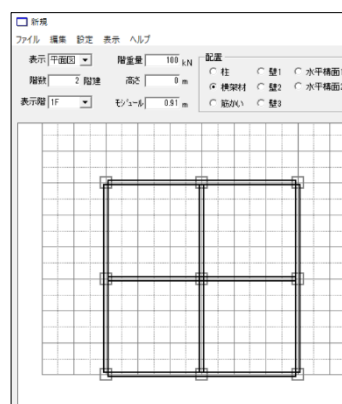 新規
ファイル 編集 設定 表示 ヘルプ
表示 平面図 階重量 100 kN 配置
階数 2 階建 高さ 0 m 柱 壁1 水平構面1
表示階 1F モジュール 0.91 m 横架材 壁2 水平構面2
筋かい 壁3